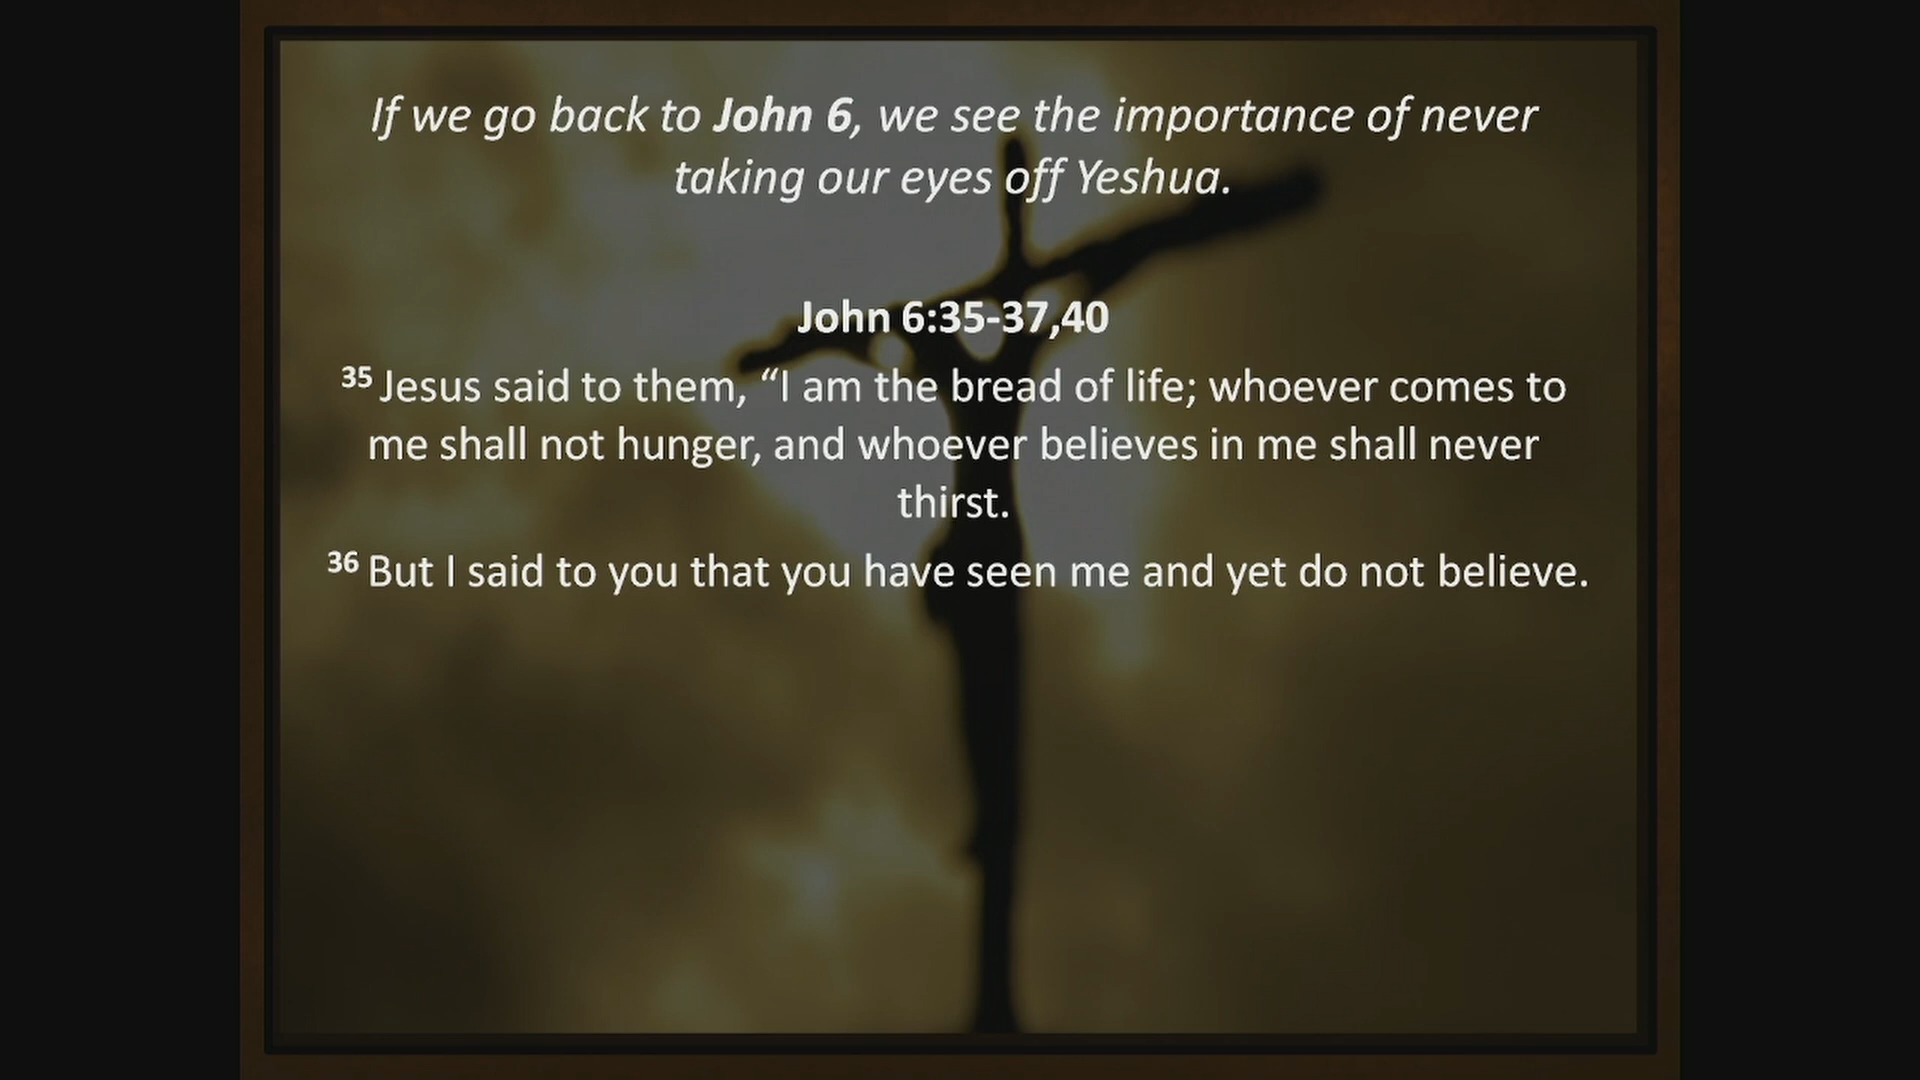 If we go back to John 6, we see the importance of never
taking our eyes off Yeshua.
John 6:35-37,40
35 Jesus said to them, “I am the bread of life; whoever comes to
me shall not hunger, and whoever believes in me shall never
thirst.
36 But I said to you that you have seen me and yet do not believe.